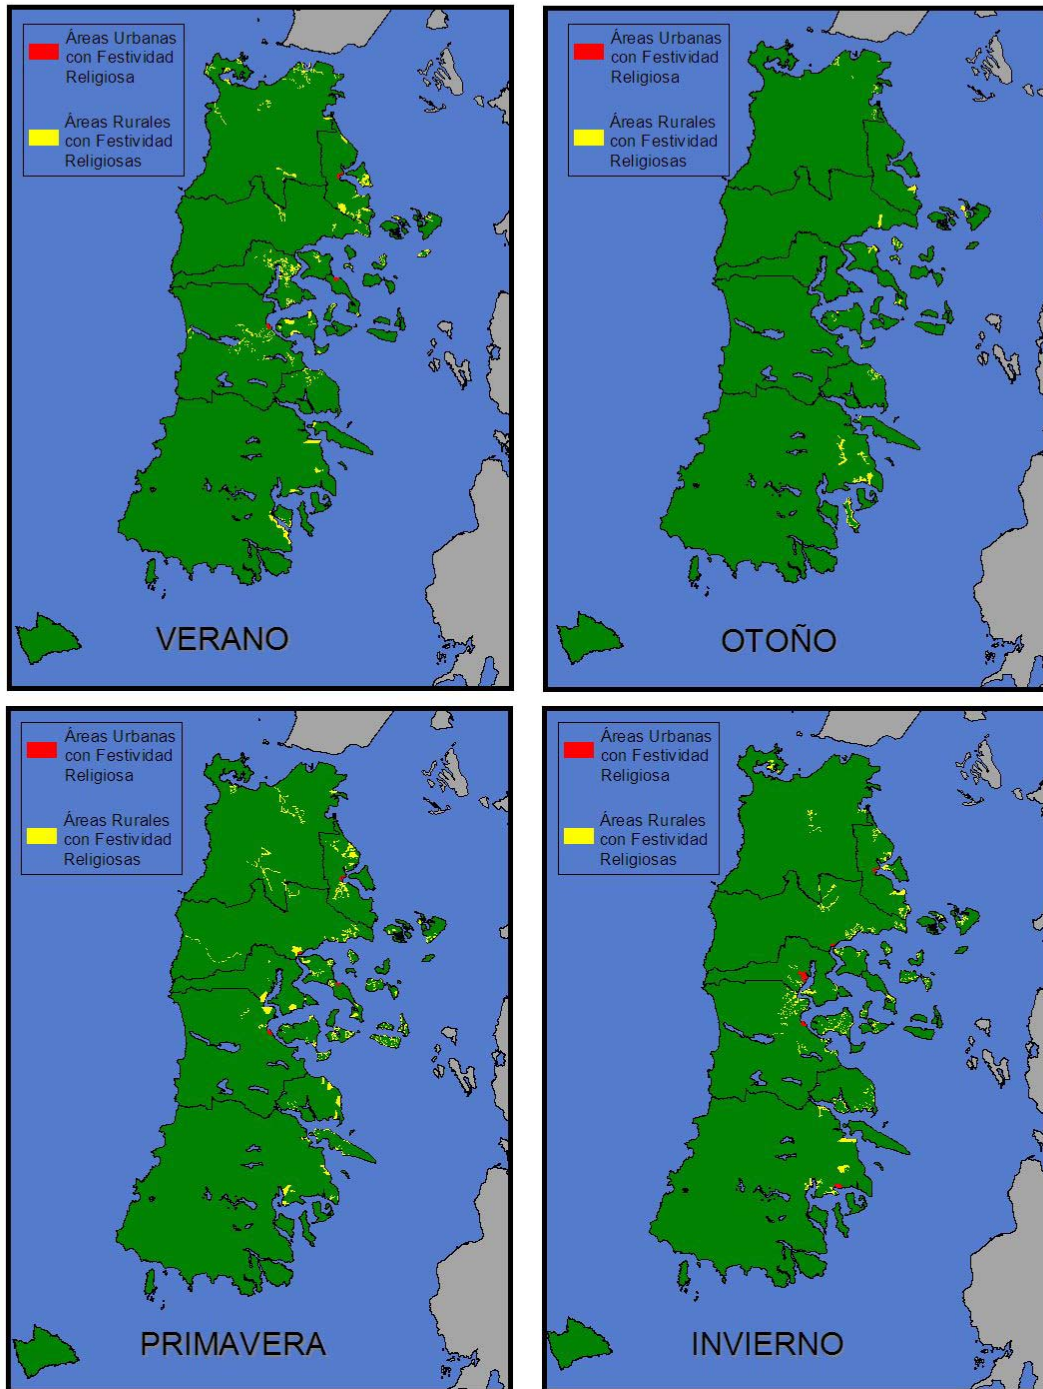 Áreas Urbanas
con Festividad
Religiosa
Áreas Rurales
con Festividad
Religiosas
VERANO
Áreas Urbanas
con Festividad
Religiosa
Áreas Rurales
con Festividad
Religiosas
OTOÑO
Áreas Urbanas
con Festividad
Religiosa
Áreas Rurales
con Festividad
Religiosas
PRIMAVERA
Áreas Urbanas
con Festividad
Religiosa
Áreas Rurales
con Festividad
Religiosas
INVIERNO